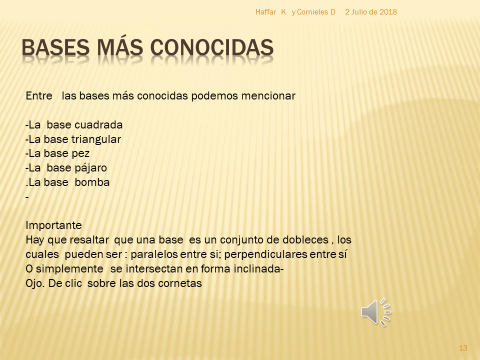 Haffar K y Cornieles D 2 Julio de 2018
BASES MÁS CONOCIDAS
Entre las bases más conocidas podemos mencionar
-La base cuadrada
-La base triangular
-La base pez
-La base pájaro
.La base bomba
-
Importante
Hay que resaltar que una base es un conjunto de dobleces , los
cuales pueden ser : paralelos entre si; perpendiculares entre sí
O simplemente se intersectan en forma inclinada-
Ojo. De clic sobre las dos cornetas
13